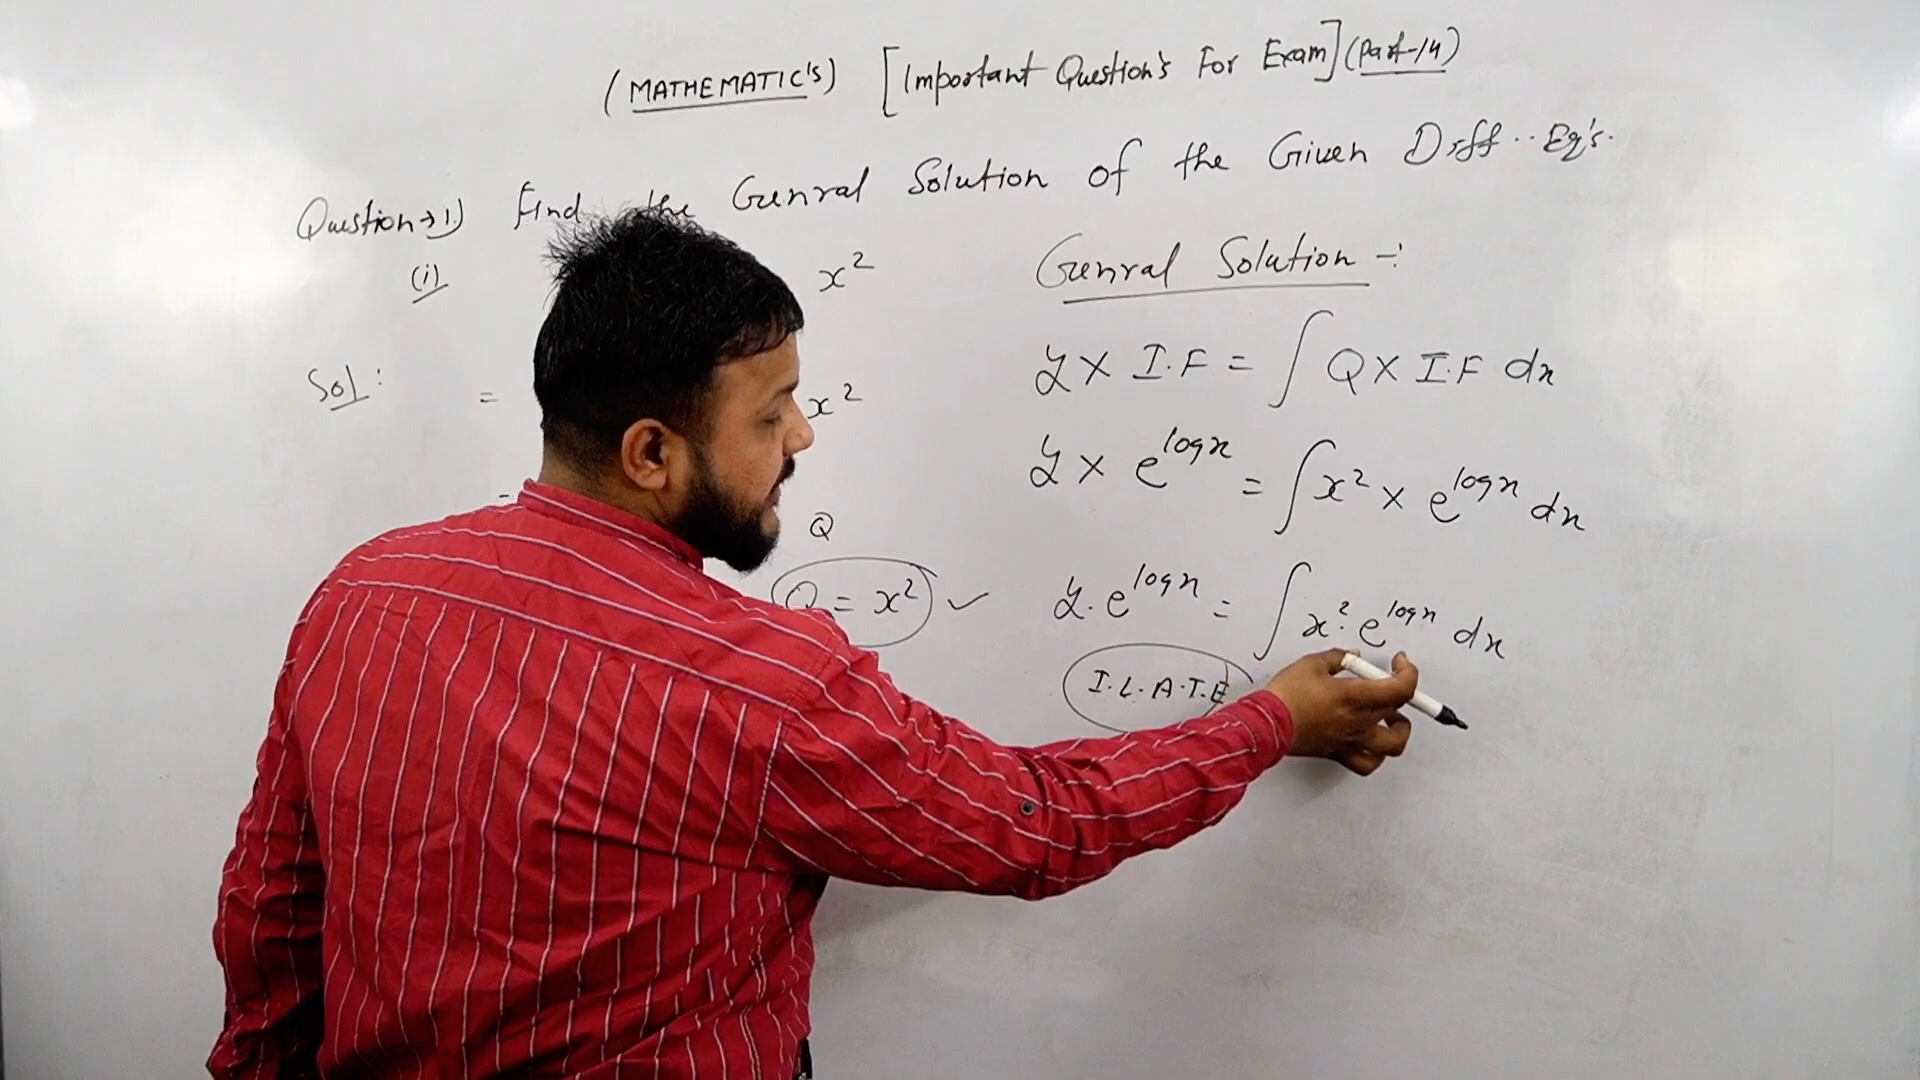 (MATHEMATIC's) [Important Question's For Exam] (Part-14)
Question→1) Find the Genral Solution of the Given Diff.. Eq's.
(i) x²
Sol: = x²
Q
Q = x² ✓
Genral Solution -:
y × I.F = ∫ Q × I.F dx
y × e^logx = ∫ x² × e^logx dx
y. e^logx = ∫ x². e^logx dx
I.L.A.T.E